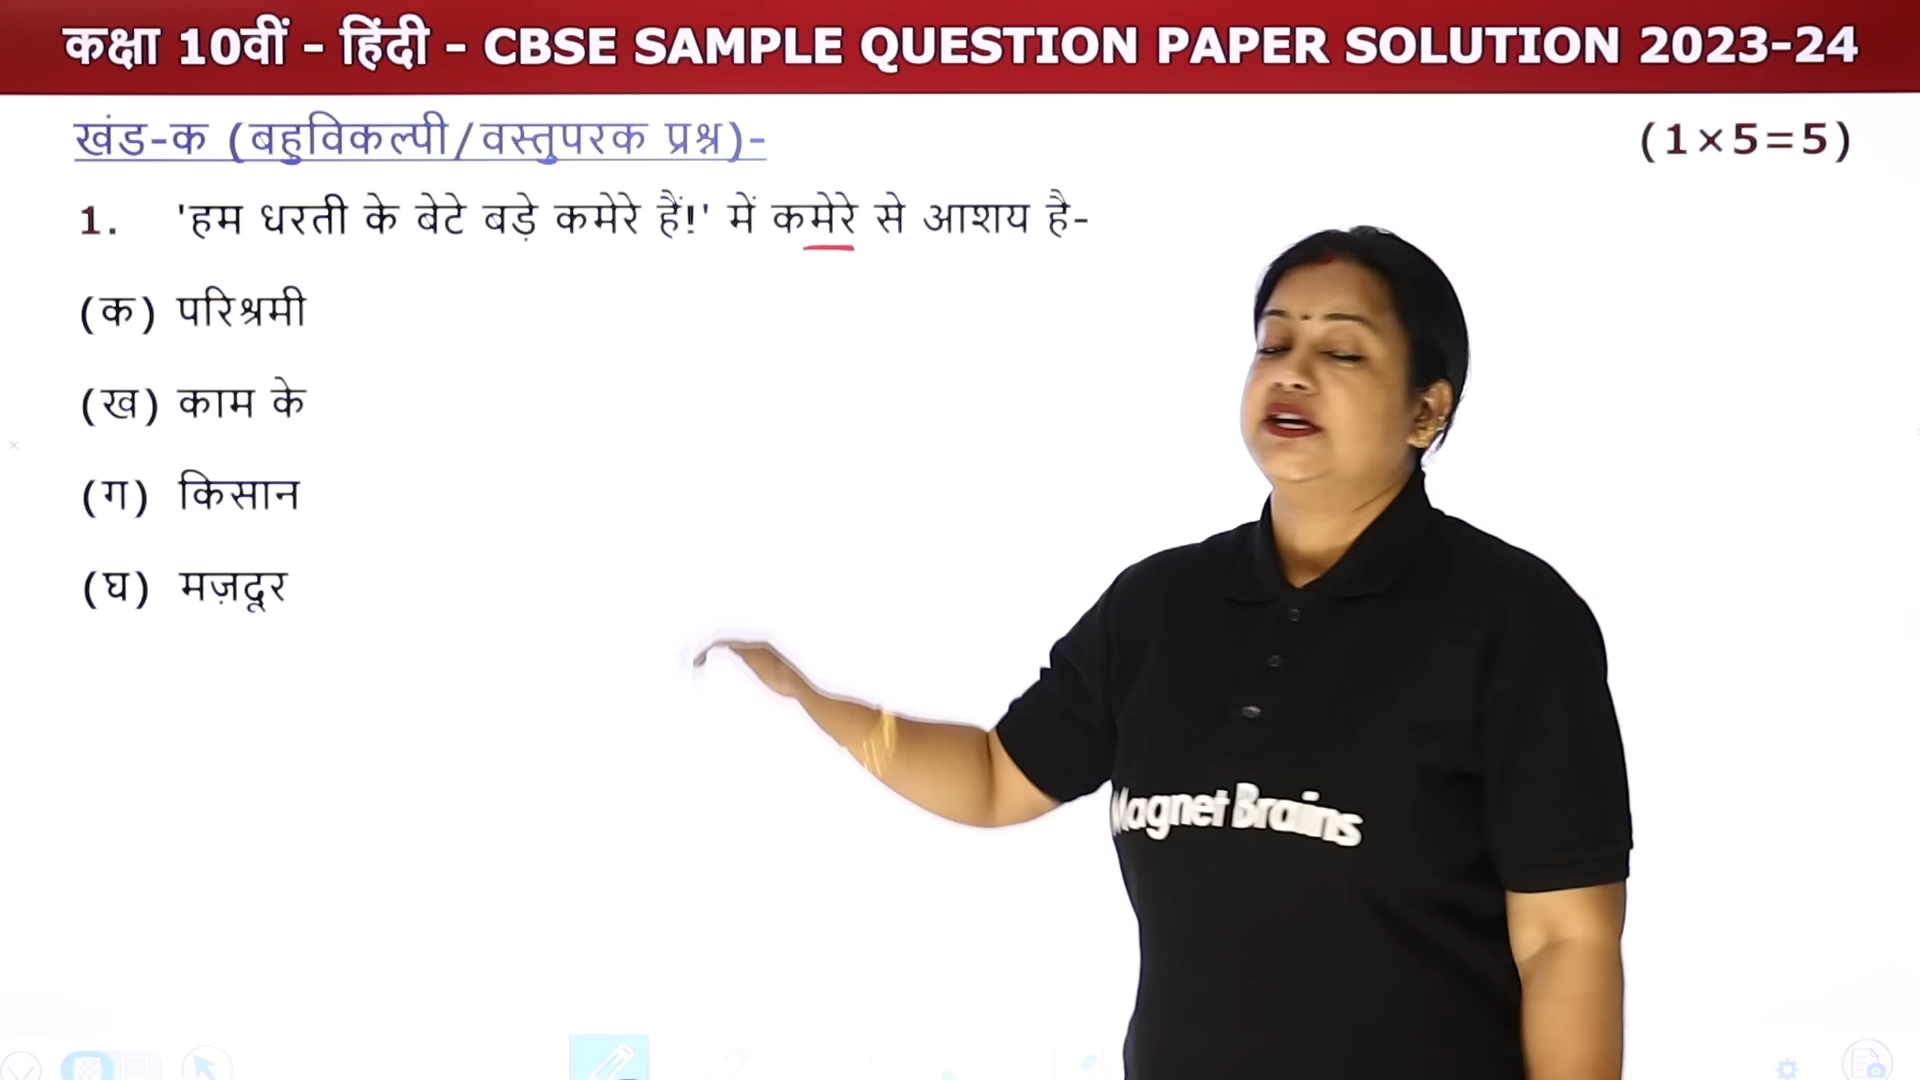 कक्षा 10वीं - हिंदी - CBSE SAMPLE QUESTION PAPER SOLUTION 2023-24
खंड-क (बहुविकल्पी/वस्तुपरक प्रश्न)- (1×5=5)
1. 'हम धरती के बेटे बड़े कमेरे हैं!' में कमेरे से आशय है-
(क) परिश्रमी
(ख) काम के
(ग) किसान
(घ) मज़दूर
Magnet Brains